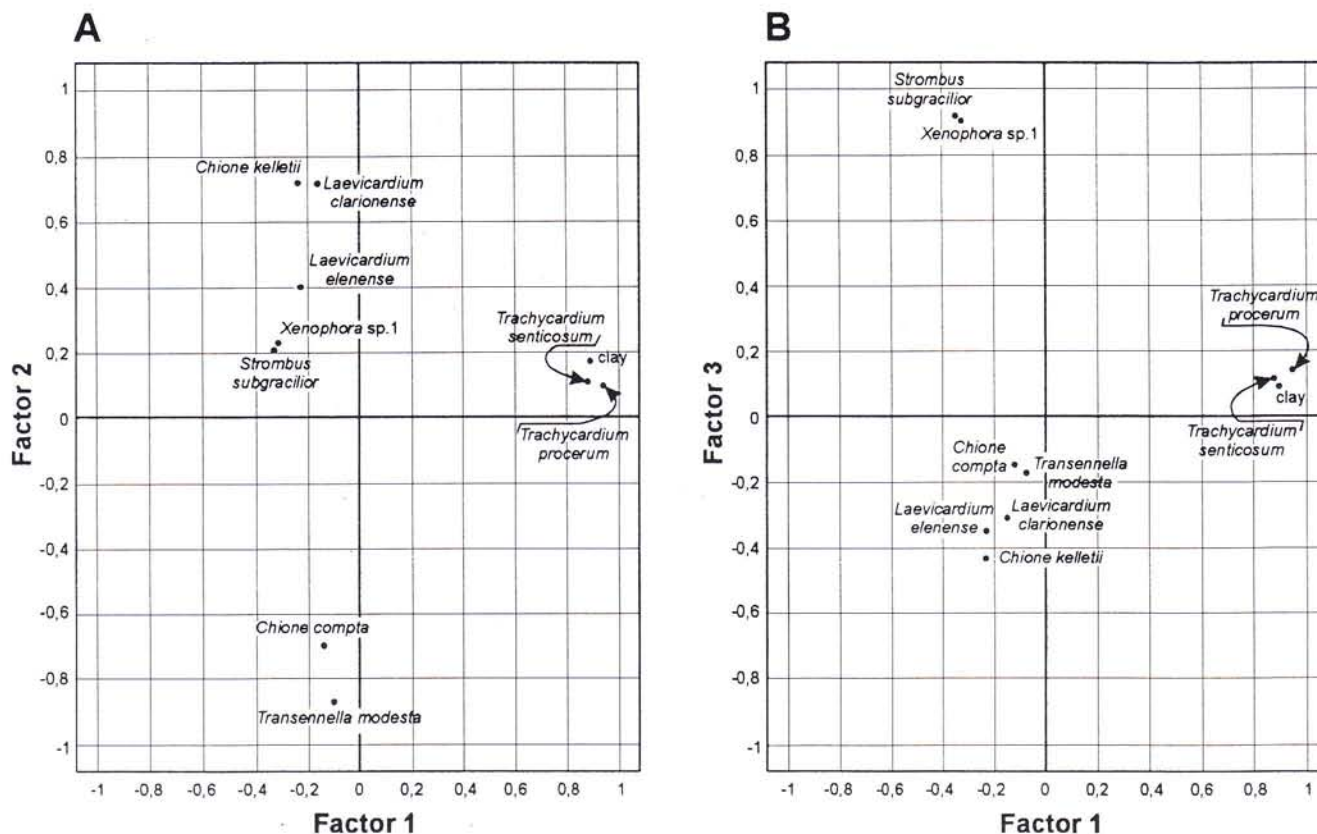 A
1
0,8
0,6
0,4
0,2
0
-0,2
-0,4
-0,6
-0,8
-1
Factor 2
Chione kelletii
Laevicardium
clarionense
Laevicardium
elenense
Xenophora sp.1
Strombus
subgracilior
Trachycardium
senticosum
clay
Trachycardium
procerum
Chione compta
Transennella modesta
-1 -0,8 -0,6 -0,4 -0,2 0 0,2 0,4 0,6 0,8 1
Factor 1
B
1
0,8
0,6
0,4
0,2
0
-0,2
-0,4
-0,6
-0,8
-1
Factor 3
Strombus
subgracilior
Xenophora sp.1
Trachycardium
procerum
clay
Trachycardium
senticosum
Chione
compta
Transennella
modesta
Laevicardium
elenense
Laevicardium
clarionense
Chione kelletii
-1 -0,8 -0,6 -0,4 -0,2 0 0,2 0,4 0,6 0,8 1
Factor 1